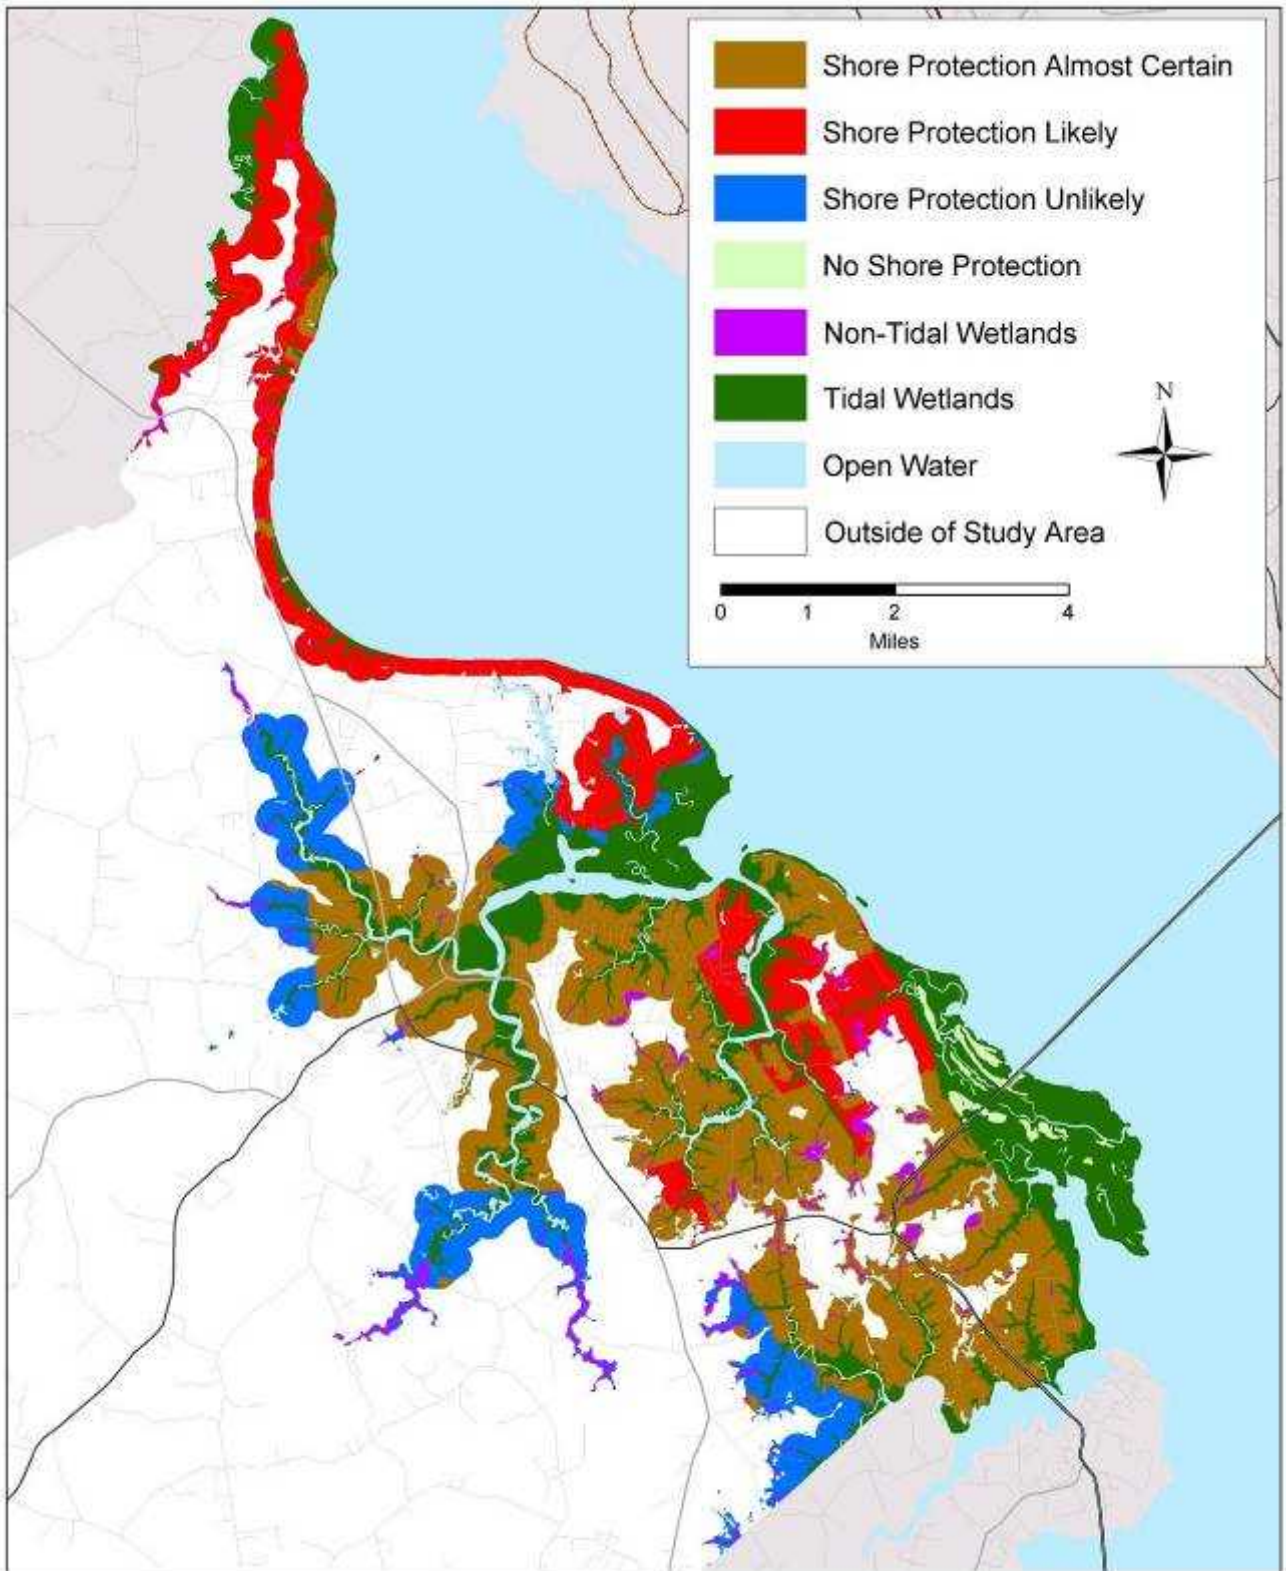 Shore Protection Almost Certain
Shore Protection Likely
Shore Protection Unlikely
No Shore Protection
Non-Tidal Wetlands
Tidal Wetlands
N
Open Water
Outside of Study Area
0 1 2 4
Miles